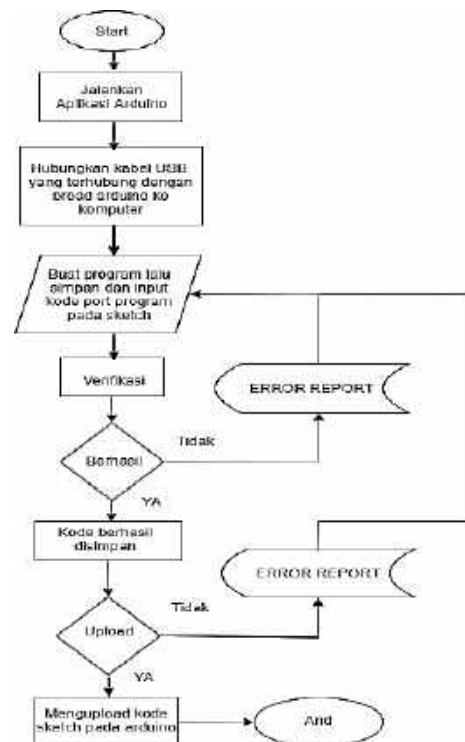 Start
Jalankan
Aplikasi Arduino
Hubungkan kabel USB
yang terhubung dengan
broad arduino ke
komputer
Buat program lalu
simpan dan input
kode port program
pada sketch
Verifikasi
ERROR REPORT
Tidak
Berhasil
YA
Kode berhasil
disimpan
ERROR REPORT
Tidak
Upload
YA
Mengupload kode
sketch pada arduino
And